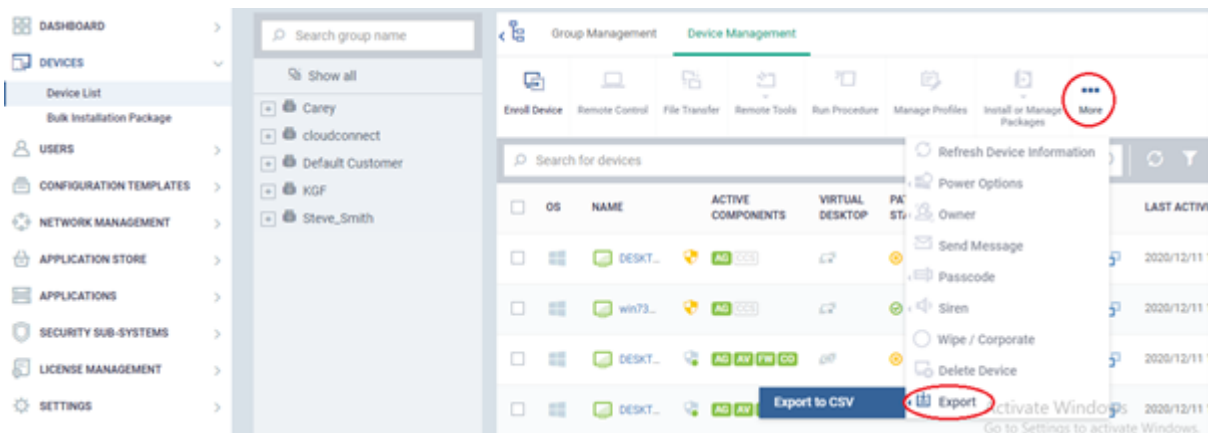 DASHBOARD
DEVICES
Device List
Bulk Installation Package
USERS
CONFIGURATION TEMPLATES
NETWORK MANAGEMENT
APPLICATION STORE
APPLICATIONS
SECURITY SUB-SYSTEMS
LICENSE MANAGEMENT
SETTINGS
Search group name
Show all
Carey
cloudconnect
Default Customer
KGF
Steve_Smith
Group Management
Device Management
Enroll Device
Remote Control
File Transfer
Remote Tools
Run Procedure
Manage Profiles
Install or Manage
Packages
More
Search for devices
OS
NAME
ACTIVE
COMPONENTS
VIRTUAL
DESKTOP
PA
ST
LAST ACTIV
DESKT...
AG CCS
2020/12/11
win73...
AG CCS
2020/12/11
DESKT...
AG AV FW CO
2020/12/11
DESKT...
AG AV
2020/12/11
Refresh Device Information
Power Options
Owner
Send Message
Passcode
Siren
Wipe / Corporate
Delete Device
Export
Export to CSV
Activate Windows
Go to Settings to activate Windows.